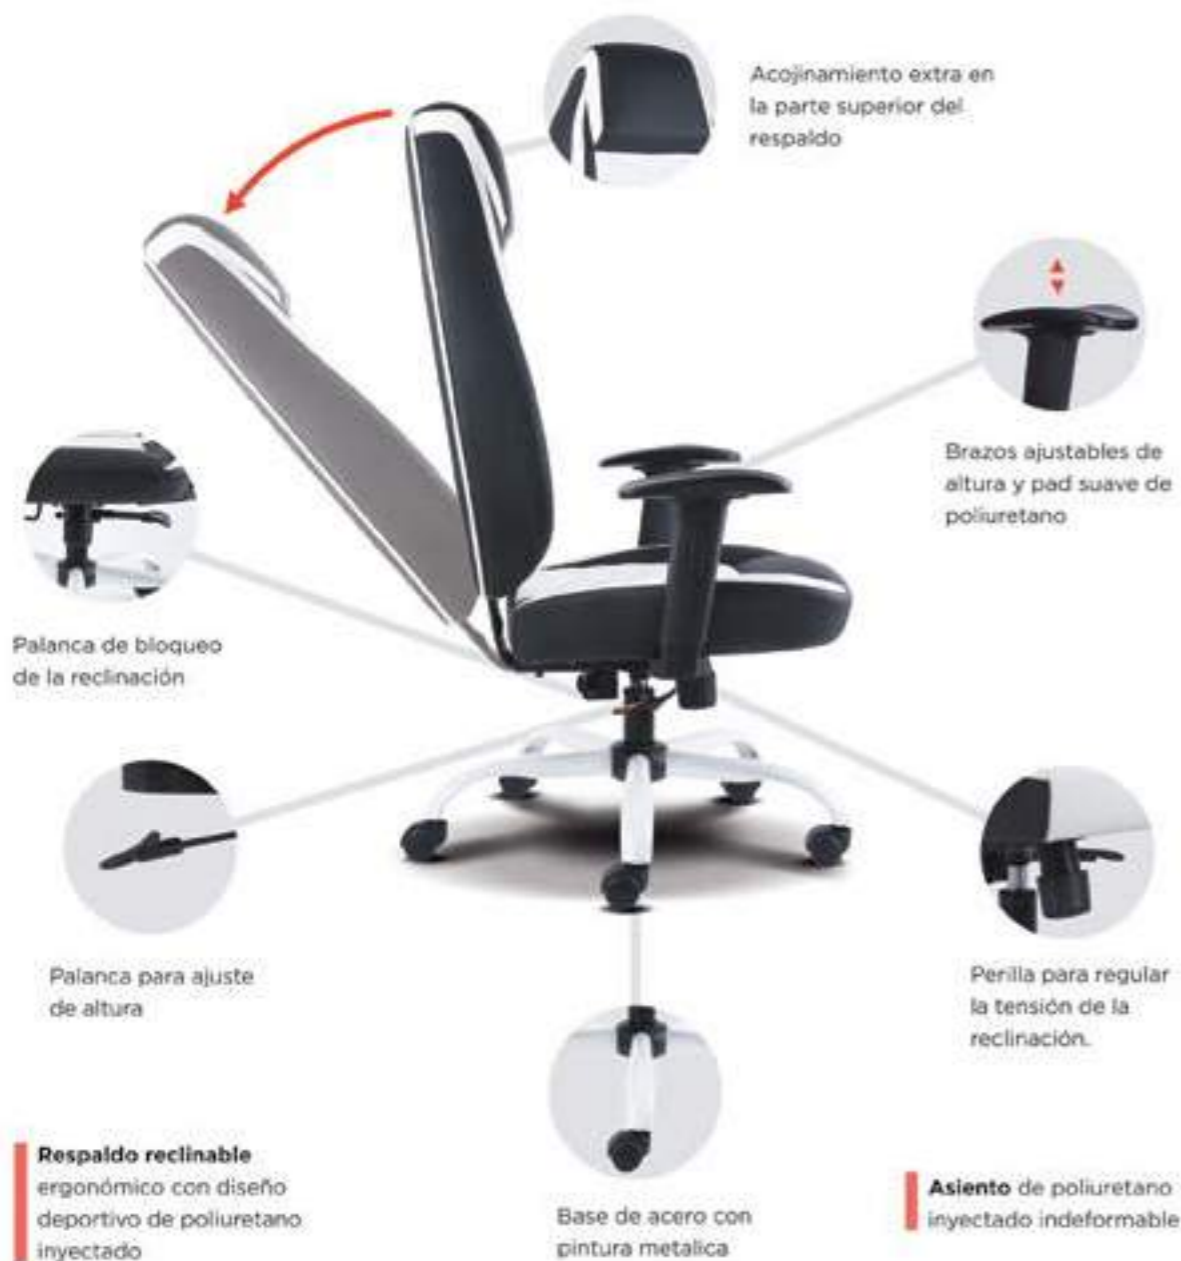 Acojinamiento extra en
la parte superior del
respaldo
Brazos ajustables de
altura y pad suave de
poliuretano
Palanca de bloqueo
de la reclinación
Palanca para ajuste
de altura
Perilla para regular
la tensión de la
reclinación.
Respaldo reclinable
ergonómico con diseño
deportivo de poliuretano
inyectado
Base de acero con
pintura metalica
Asiento de poliuretano
inyectado indeformable